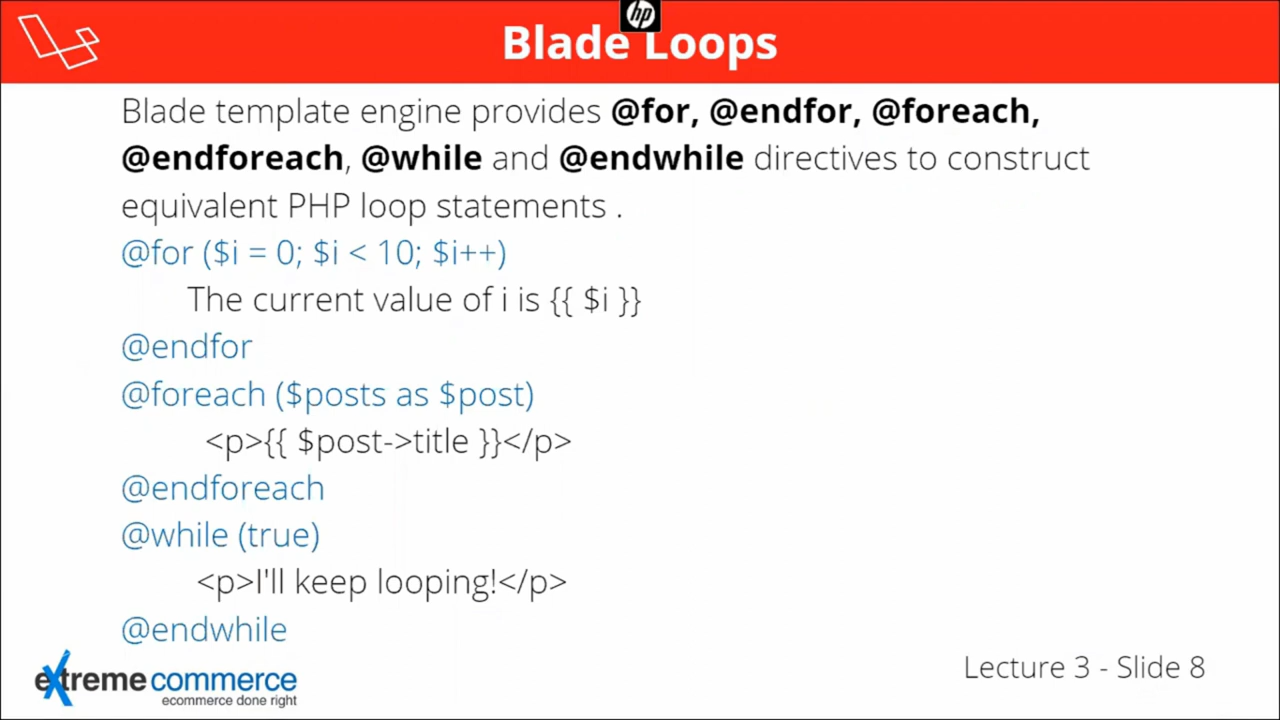 hp
Blade Loops
Blade template engine provides @for, @endfor, @foreach,
@endforeach, @while and @endwhile directives to construct
equivalent PHP loop statements .
@for ($i = 0; $i < 10; $i++)
The current value of i is {{ $i }}
@endfor
@foreach ($posts as $post)
<p>{{ $post->title }}</p>
@endforeach
@while (true)
<p>I'll keep looping!</p>
@endwhile
extreme commerce
ecommerce done right
Lecture 3 - Slide 8